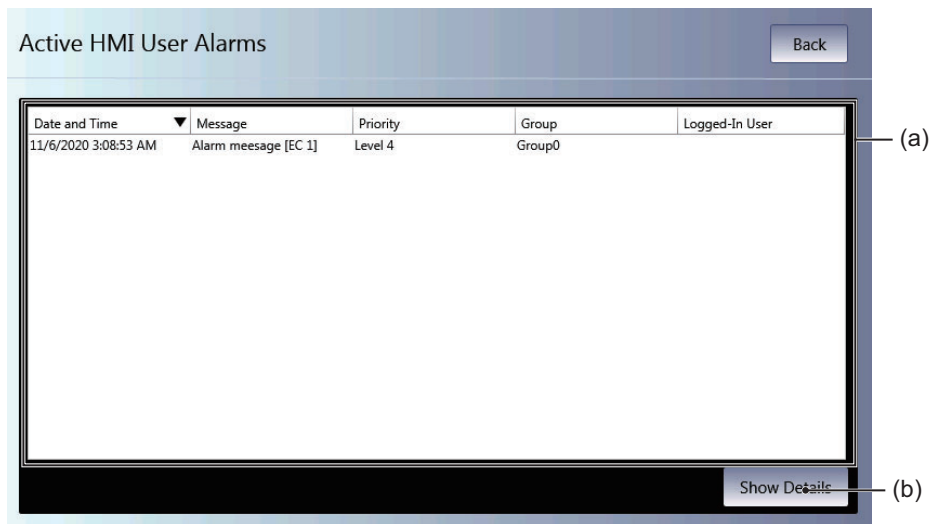 Active HMI User Alarms
Back
Date and Time ▼ Message Priority Group Logged-In User
11/6/2020 3:08:53 AM Alarm meesage [EC 1] Level 4 Group0
(a)
Show Details
(b)